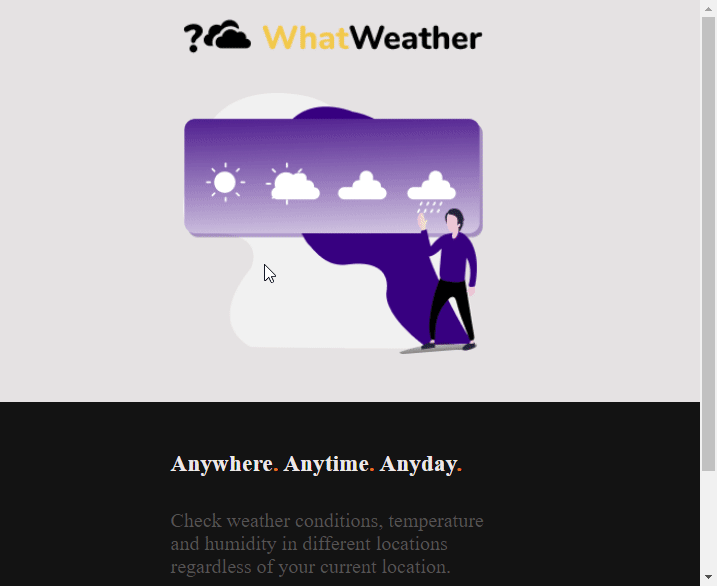 ?WhatWeather
Anywhere. Anytime. Anyday.
Check weather conditions, temperature
and humidity in different locations
regardless of your current location.